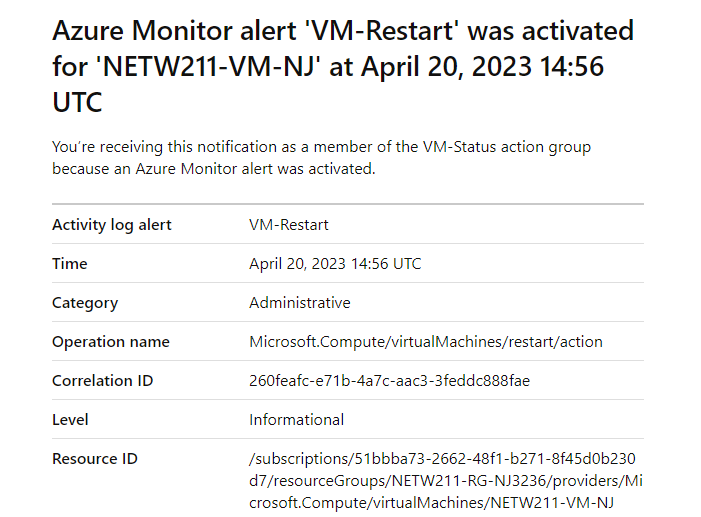 Azure Monitor alert 'VM-Restart' was activated
for 'NETW211-VM-NJ' at April 20, 2023 14:56
UTC
You're receiving this notification as a member of the VM-Status action group
because an Azure Monitor alert was activated.
Activity log alert VM-Restart
Time April 20, 2023 14:56 UTC
Category Administrative
Operation name Microsoft.Compute/virtualMachines/restart/action
Correlation ID 260feafc-e71b-4a7c-aac3-3feddc888fae
Level Informational
Resource ID /subscriptions/51bbba73-2662-48f1-b271-8f45d0b230
d7/resourceGroups/NETW211-RG-NJ3236/providers/Mi
crosoft.Compute/virtualMachines/NETW211-VM-NJ